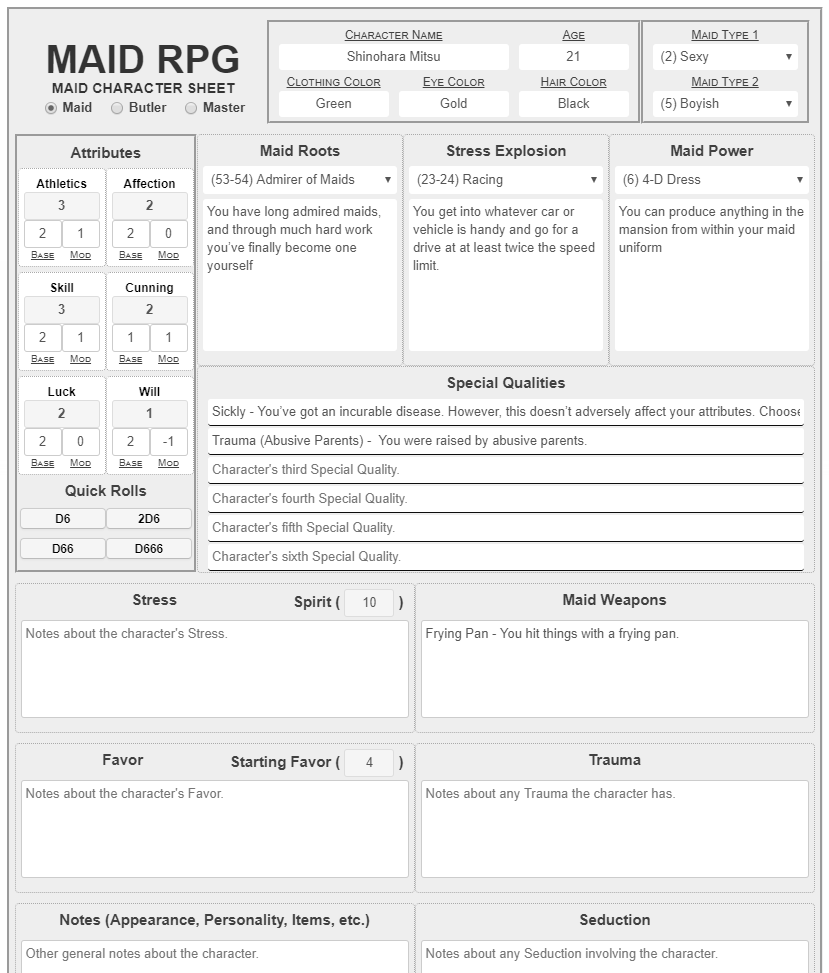 MAID RPG
MAID CHARACTER SHEET
Maid Butler Master
Character Name Age
Shinohara Mitsu 21
Clothing Color Eye Color Hair Color
Green Gold Black
Maid Type 1
(2) Sexy
Maid Type 2
(5) Boyish
Attributes
Athletics Affection
3 2
2 1 2 0
Base Mod Base Mod
Skill Cunning
3 2
2 1 1 1
Base Mod Base Mod
Luck Will
2 1
2 0 2 -1
Base Mod Base Mod
Quick Rolls
D6 2D6
D66 D666
Maid Roots
(53-54) Admirer of Maids
You have long admired maids,
and through much hard work
you've finally become one
yourself
Stress Explosion
(23-24) Racing
You get into whatever car or
vehicle is handy and go for a
drive at at least twice the speed
limit.
Maid Power
(6) 4-D Dress
You can produce anything in the
mansion from within your maid
uniform
Special Qualities
Sickly - You've got an incurable disease. However, this doesn't adversely affect your attributes. Choose
Trauma (Abusive Parents) - You were raised by abusive parents.
Character's third Special Quality.
Character's fourth Special Quality.
Character's fifth Special Quality.
Character's sixth Special Quality.
Stress Spirit ( 10 )
Notes about the character's Stress.
Maid Weapons
Frying Pan - You hit things with a frying pan.
Favor Starting Favor ( 4 )
Notes about the character's Favor.
Trauma
Notes about any Trauma the character has.
Notes (Appearance, Personality, Items, etc.)
Other general notes about the character.
Seduction
Notes about any Seduction involving the character.